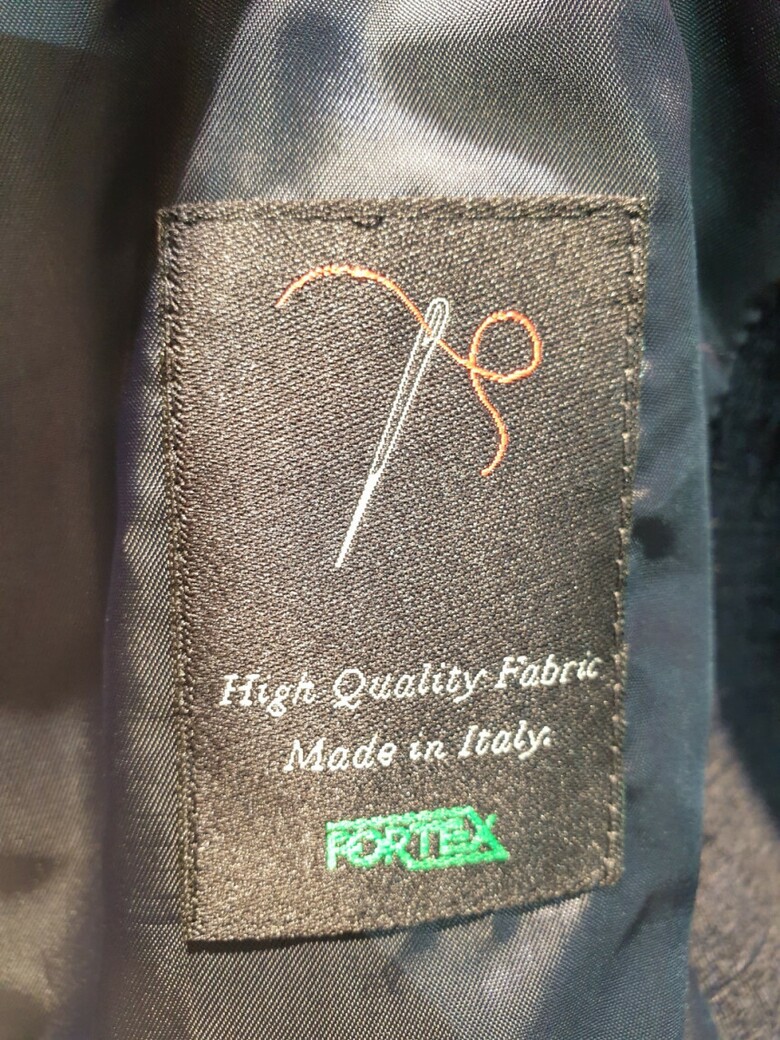 High Quality Fabric
Made in Italy.
FORTEX